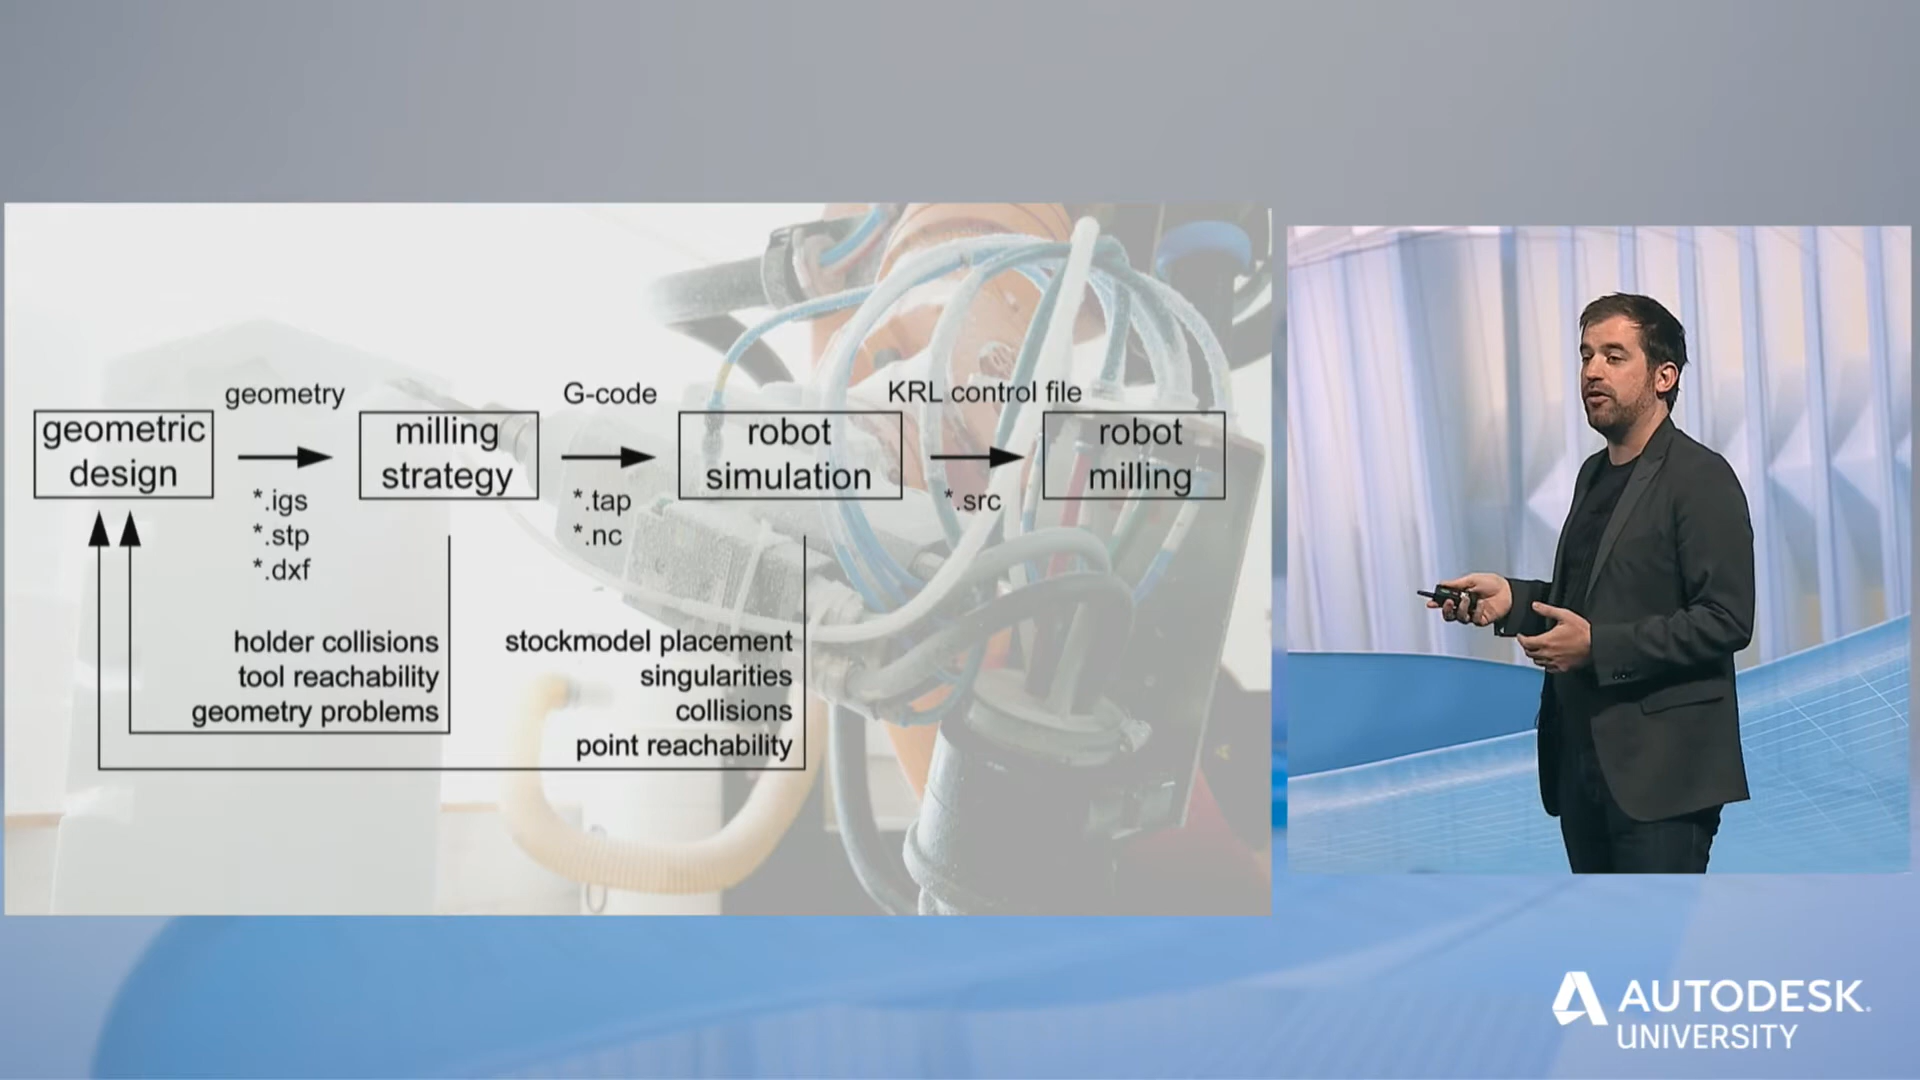 geometry
G-code
KRL control file
geometric
design
milling
strategy
robot
simulation
robot
milling
*.igs
*.stp
*.dxf
*.tap
*.nc
*.src
holder collisions
tool reachability
geometry problems
stockmodel placement
singularities
collisions
point reachability
AUTODESK
UNIVERSITY